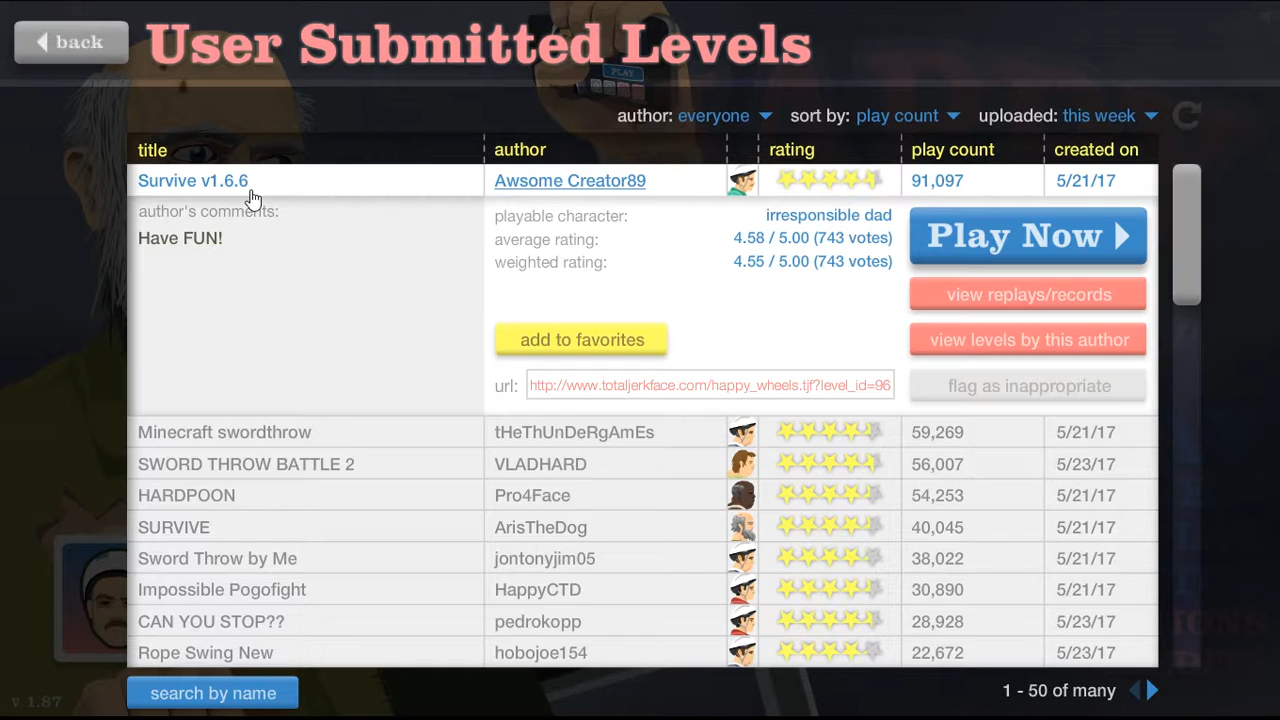 back
User Submitted Levels
PLAY
author: everyone sort by: play count uploaded: this week
title author rating play count created on
Survive v1.6.6 Awsome Creator89 91,097 5/21/17
author's comments:
Have FUN!
playable character: irresponsible dad
average rating: 4.58 / 5.00 (743 votes)
weighted rating: 4.55 / 5.00 (743 votes)
Play Now
view replays/records
add to favorites
view levels by this author
url: http://www.totaljerkface.com/happy_wheels.tjf?level_id=96
flag as inappropriate
Minecraft swordthrow tHeThUnDeRgAmEs 59,269 5/21/17
SWORD THROW BATTLE 2 VLADHARD 56,007 5/23/17
HARDPOON Pro4Face 54,253 5/21/17
SURVIVE ArisTheDog 40,045 5/21/17
Sword Throw by Me jontonyjim05 38,022 5/21/17
Impossible Pogofight HappyCTD 30,890 5/21/17
CAN YOU STOP?? pedrokopp 28,928 5/23/17
Rope Swing New hobojoe154 22,672 5/23/17
search by name
1 - 50 of many
v 1.87